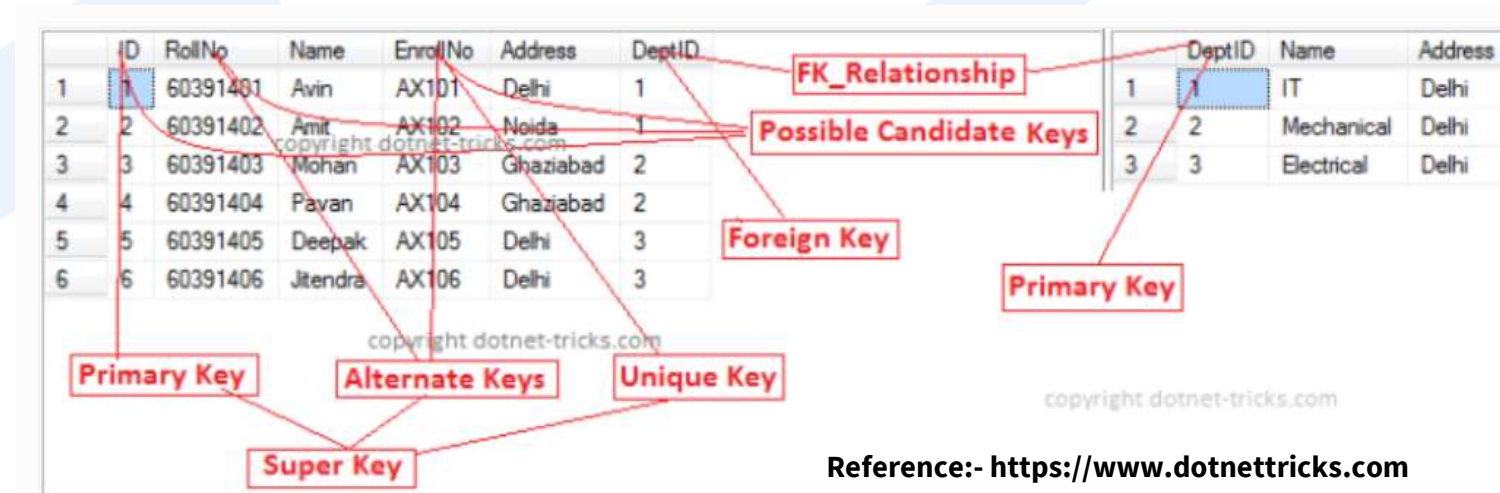 ID RollNo Name EnrollNo Address DeptID
1 1 60391401 Avin AX101 Delhi 1
2 2 60391402 Amit AX102 Noida 1
3 3 60391403 Mohan AX103 Ghaziabad 2
4 4 60391404 Pavan AX104 Ghaziabad 2
5 5 60391405 Deepak AX105 Delhi 3
6 6 60391406 Jitendra AX106 Delhi 3
copyright dotnet-tricks.com
FK_Relationship
Possible Candidate Keys
Foreign Key
DeptID Name Address
1 1 IT Delhi
2 2 Mechanical Delhi
3 3 Electrical Delhi
Primary Key
copyright dotnet-tricks.com
Primary Key
Alternate Keys
Unique Key
Super Key
copyright dotnet-tricks.com
Reference:- https://www.dotnettricks.com